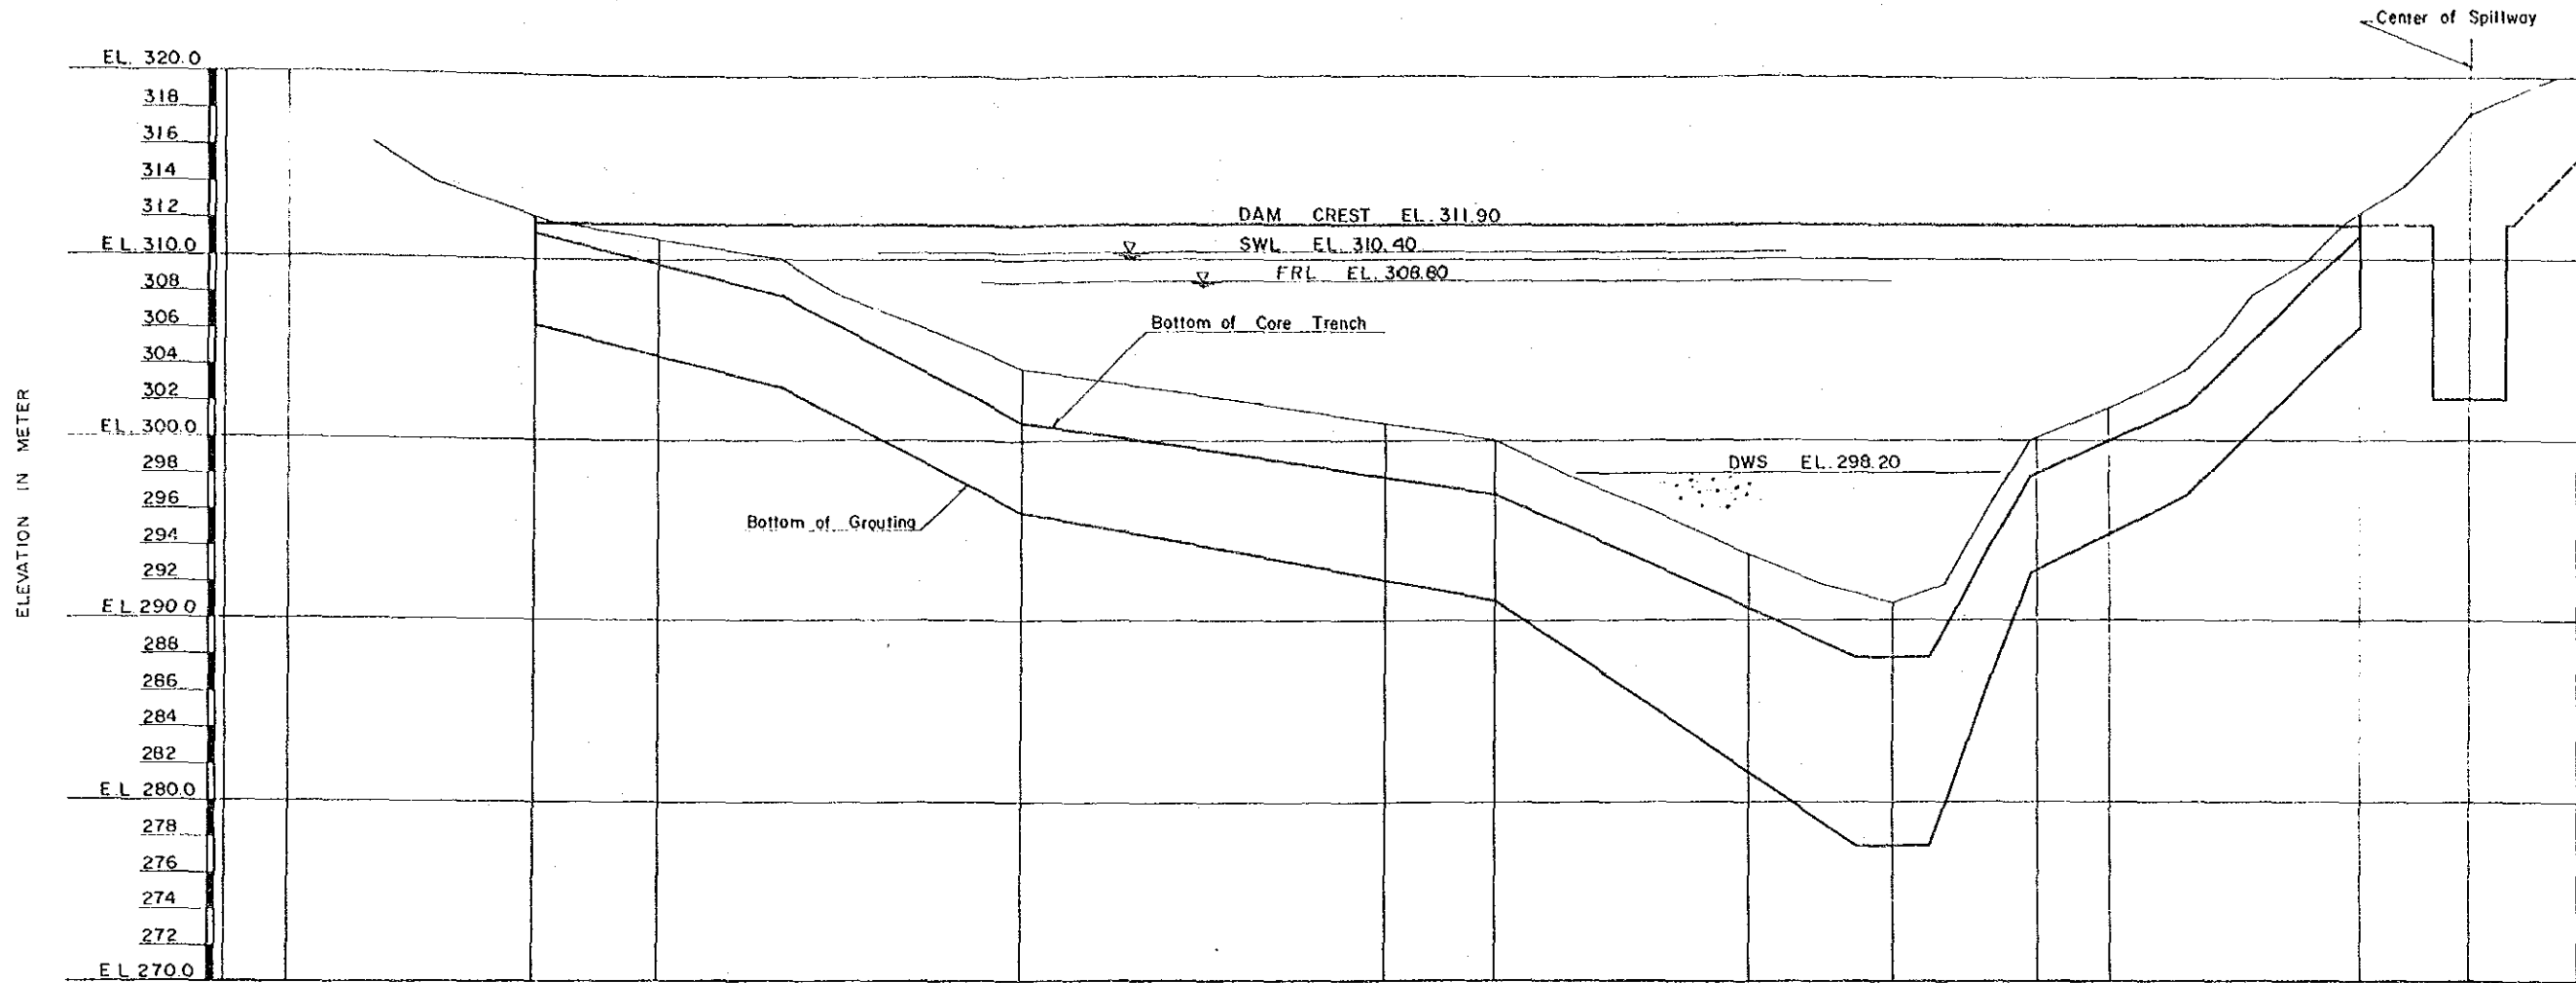 Center of Spillway
EL. 320.0
318
316
314
312
DAM CREST EL. 311.90
EL. 310.0
SWL EL. 310.40
308
FRL EL. 308.80
306
Bottom of Core Trench
304
302
EL. 300.0
298
DWS EL. 298.20
296
Bottom of Grouting
294
292
EL 290.0
288
286
284
282
EL 280.0
278
276
274
272
EL 270.0
ELEVATION IN METER